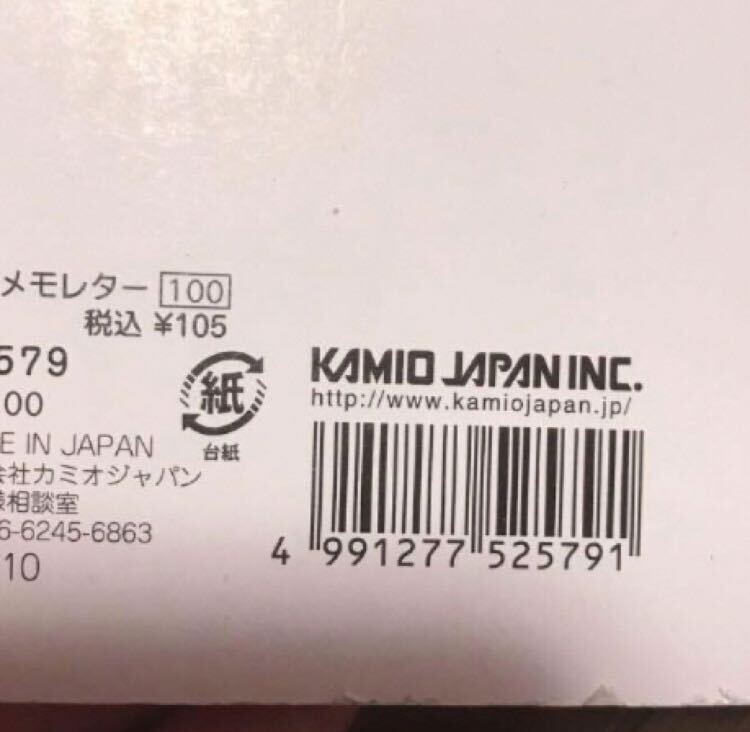 メモレター 100
税込 ¥105
579
00
E IN JAPAN
会社カミオジャパン
様相談室
6-6245-6863
10
紙
台紙
KAMIO JAPAN INC.
http://www.kamiojapan.jp/
4 991277 525791